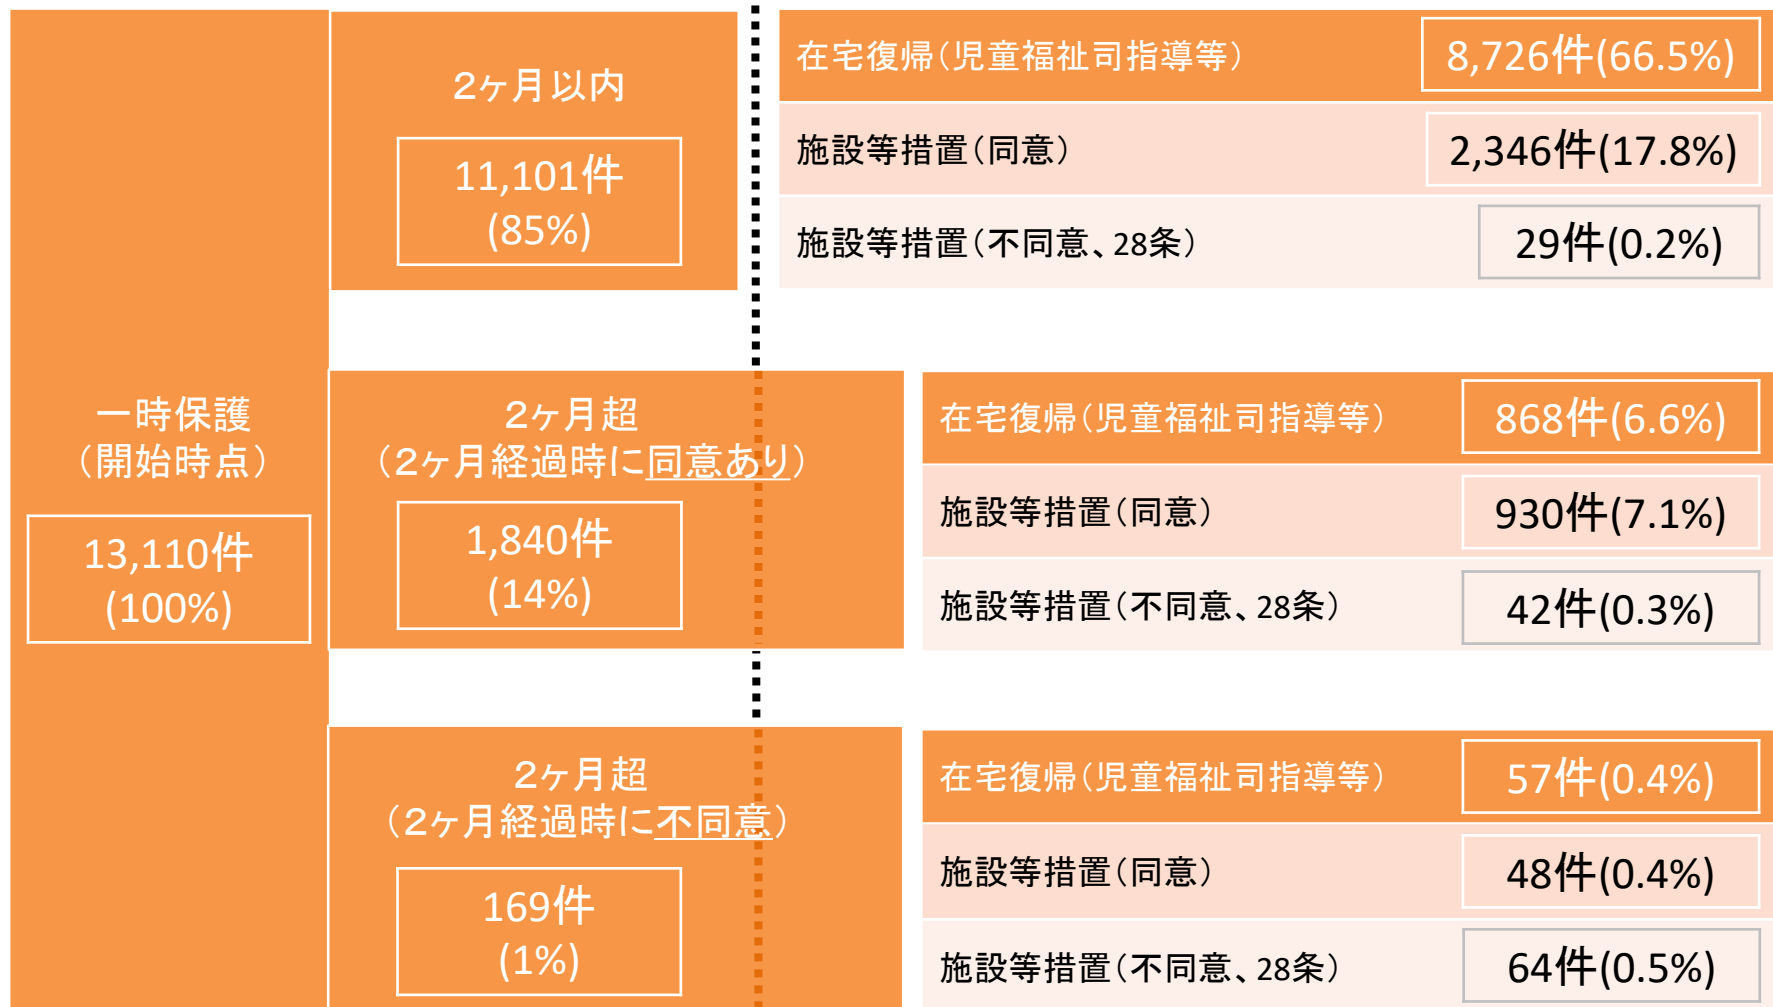 一時保護
（開始時点）
13,110件
(100%)
２ヶ月以内
11,101件
(85%)
在宅復帰（児童福祉司指導等）
8,726件(66.5%)
施設等措置（同意）
2,346件(17.8%)
施設等措置（不同意、28条）
29件(0.2%)
２ヶ月超
（２ヶ月経過時に同意あり）
1,840件
(14%)
在宅復帰（児童福祉司指導等）
868件(6.6%)
施設等措置（同意）
930件(7.1%)
施設等措置（不同意、28条）
42件(0.3%)
２ヶ月超
（２ヶ月経過時に不同意）
169件
(1%)
在宅復帰（児童福祉司指導等）
57件(0.4%)
施設等措置（同意）
48件(0.4%)
施設等措置（不同意、28条）
64件(0.5%)